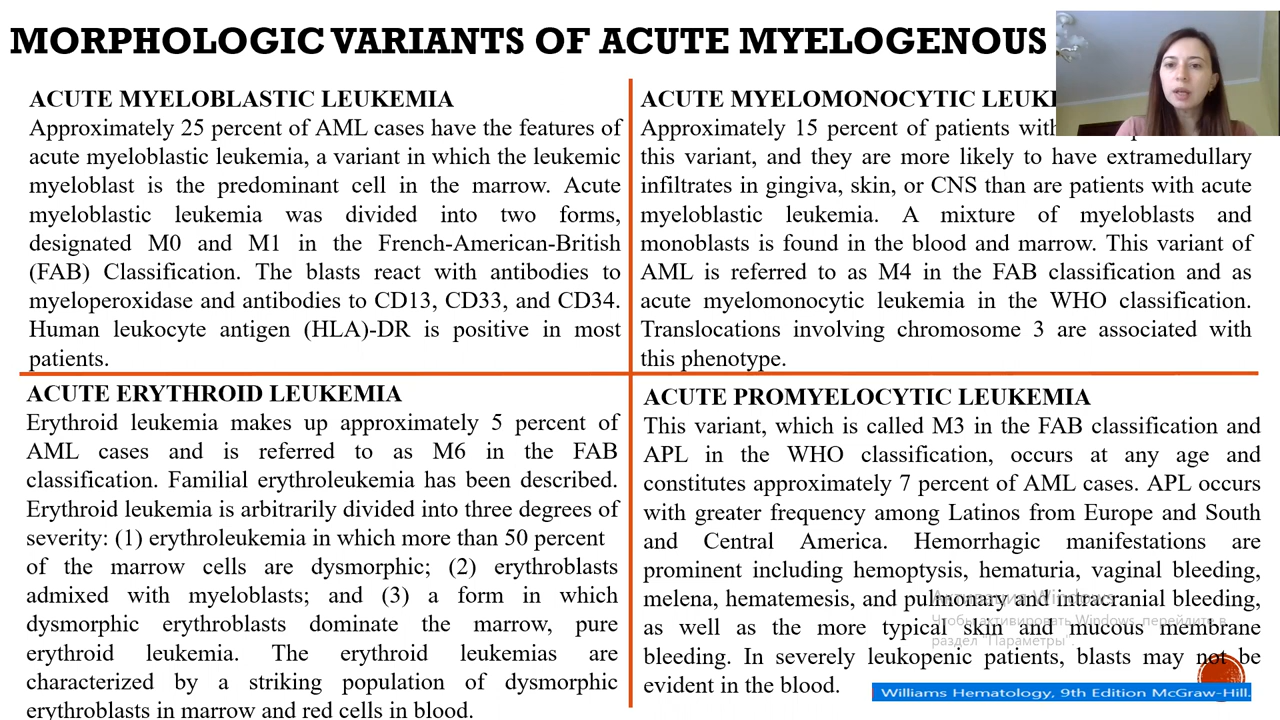 MORPHOLOGIC VARIANTS OF ACUTE MYELOGENOUS
ACUTE MYELOBLASTIC LEUKEMIA
Approximately 25 percent of AML cases have the features of
acute myeloblastic leukemia, a variant in which the leukemic
myeloblast is the predominant cell in the marrow. Acute
myeloblastic leukemia was divided into two forms,
designated M0 and M1 in the French-American-British
(FAB) Classification. The blasts react with antibodies to
myeloperoxidase and antibodies to CD13, CD33, and CD34.
Human leukocyte antigen (HLA)-DR is positive in most
patients.
ACUTE MYELOMONOCYTIC
Approximately 15 percent of patients with
this variant, and they are more likely to have extramedullary
infiltrates in gingiva, skin, or CNS than are patients with acute
myeloblastic leukemia. A mixture of myeloblasts and
monoblasts is found in the blood and marrow. This variant of
AML is referred to as M4 in the FAB classification and as
acute myelomonocytic leukemia in the WHO classification.
Translocations involving chromosome 3 are associated with
this phenotype.
ACUTE ERYTHROID LEUKEMIA
Erythroid leukemia makes up approximately 5 percent of
AML cases and is referred to as M6 in the FAB
classification. Familial erythroleukemia has been described.
Erythroid leukemia is arbitrarily divided into three degrees of
severity: (1) erythroleukemia in which more than 50 percent
of the marrow cells are dysmorphic; (2) erythroblasts
admixed with myeloblasts; and (3) a form in which
dysmorphic erythroblasts dominate the marrow, pure
erythroid leukemia. The erythroid leukemias are
characterized by a striking population of dysmorphic
erythroblasts in marrow and red cells in blood.
ACUTE PROMYELOCYTIC LEUKEMIA
This variant, which is called M3 in the FAB classification and
APL in the WHO classification, occurs at any age and
constitutes approximately 7 percent of AML cases. APL occurs
with greater frequency among Latinos from Europe and South
and Central America. Hemorrhagic manifestations are
prominent including hemoptysis, hematuria, vaginal bleeding,
melena, hematemesis, and pulmonary and intracranial bleeding,
as well as the more typical skin and mucous membrane
bleeding. In severely leukopenic patients, blasts may not be
evident in the blood.
Активация Windows
Чтобы активировать Windows, перейдите в
раздел "Параметры".
Williams Hematology, 9th Edition McGraw-Hill.